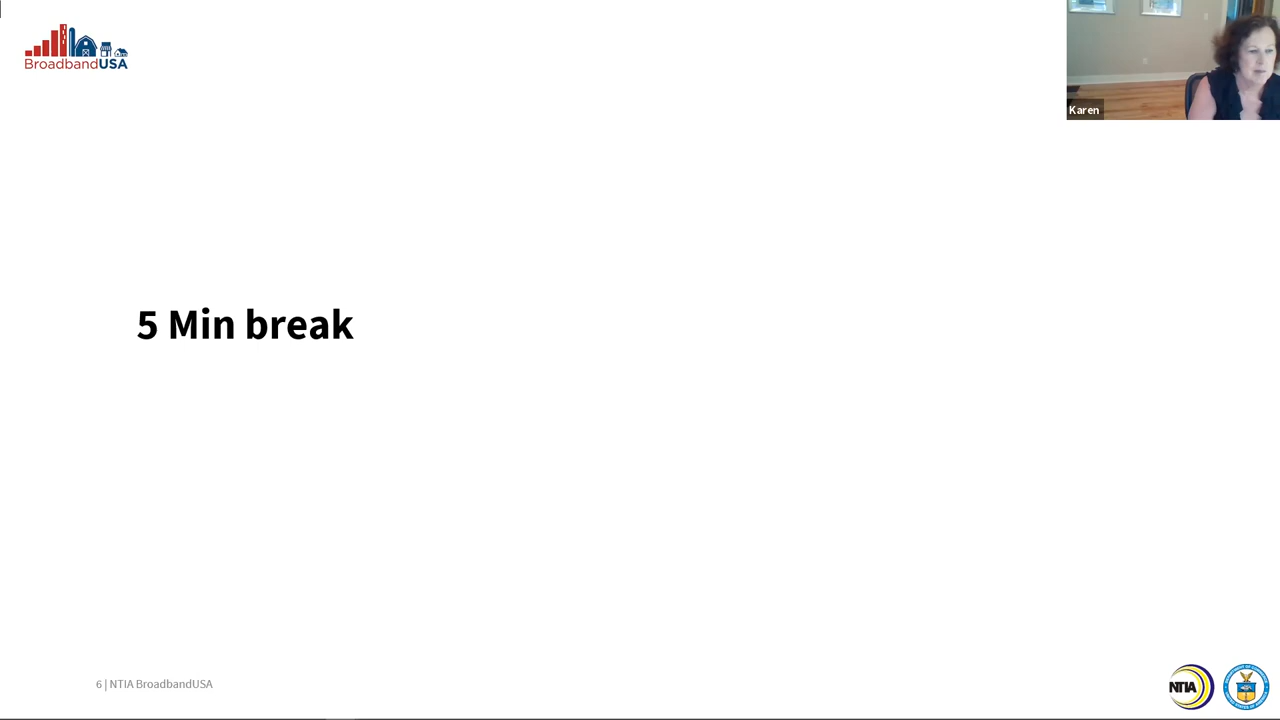 BroadbandUSA
Karen
5 Min break
6 | NTIA BroadbandUSA
NTIA